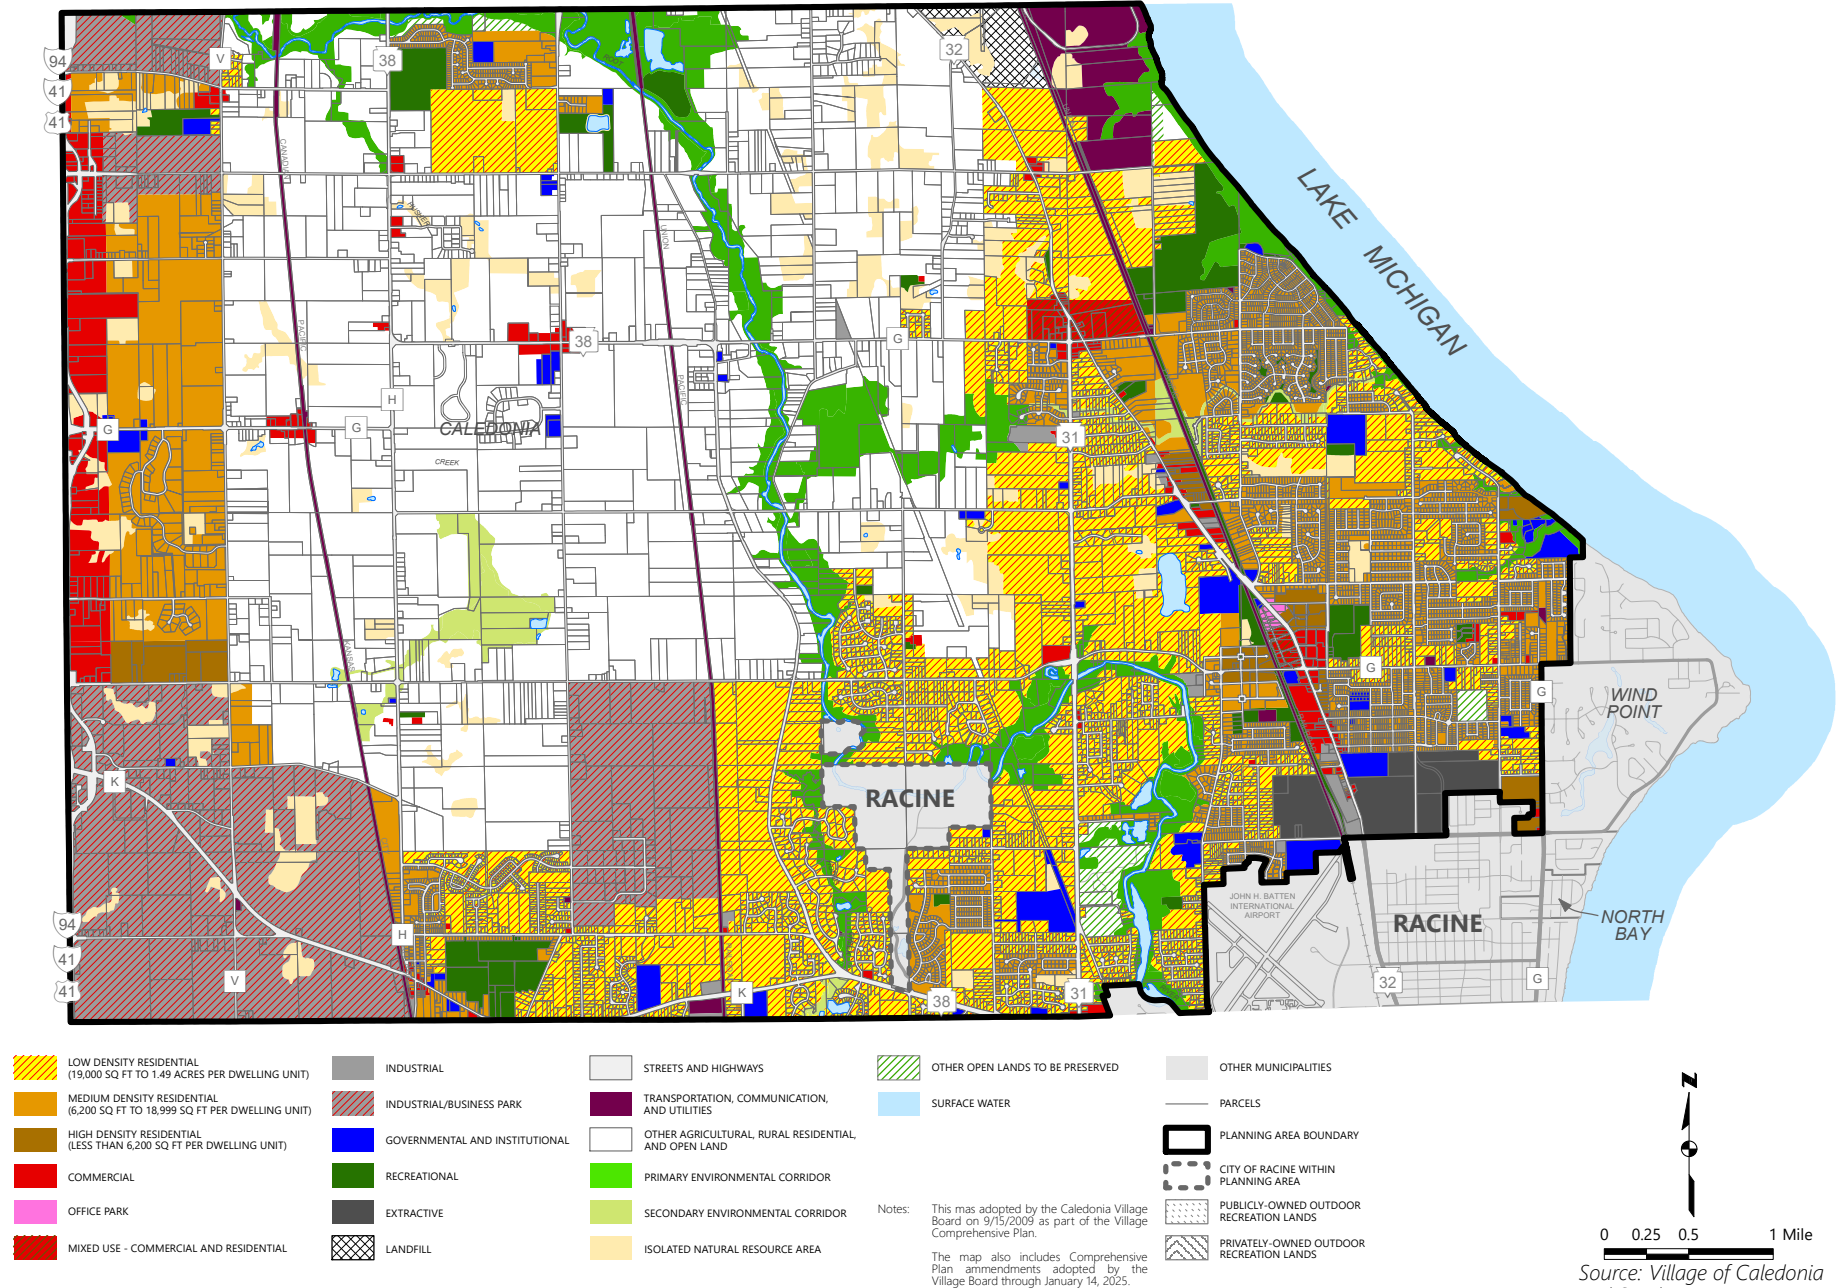 94
41
41
V
38
32
ROOT
CANADIAN
HUSHER
UNION
LAKE MICHIGAN
PACIFIC
38
G
PACIFIC
H
G
G
CALEDONIA
31
CREEK
KANSAS
G
G
WIND
POINT
K
RACINE
JOHN H. BATTEN
INTERNATIONAL
AIRPORT
RACINE
NORTH
BAY
94
41
41
H
V
K
38
31
32
G
LOW DENSITY RESIDENTIAL
(19,000 SQ FT TO 1.49 ACRES PER DWELLING UNIT)
MEDIUM DENSITY RESIDENTIAL
(6,200 SQ FT TO 18,999 SQ FT PER DWELLING UNIT)
HIGH DENSITY RESIDENTIAL
(LESS THAN 6,200 SQ FT PER DWELLING UNIT)
COMMERCIAL
OFFICE PARK
MIXED USE - COMMERCIAL AND RESIDENTIAL
INDUSTRIAL
INDUSTRIAL/BUSINESS PARK
GOVERNMENTAL AND INSTITUTIONAL
RECREATIONAL
EXTRACTIVE
LANDFILL
STREETS AND HIGHWAYS
TRANSPORTATION, COMMUNICATION,
AND UTILITIES
OTHER AGRICULTURAL, RURAL RESIDENTIAL,
AND OPEN LAND
PRIMARY ENVIRONMENTAL CORRIDOR
SECONDARY ENVIRONMENTAL CORRIDOR
ISOLATED NATURAL RESOURCE AREA
OTHER OPEN LANDS TO BE PRESERVED
SURFACE WATER
Notes: This mas adopted by the Caledonia Village
Board on 9/15/2009 as part of the Village
Comprehensive Plan.
The map also includes Comprehensive
Plan ammendments adopted by the
Village Board through January 14, 2025.
OTHER MUNICIPALITIES
PARCELS
PLANNING AREA BOUNDARY
CITY OF RACINE WITHIN
PLANNING AREA
PUBLICLY-OWNED OUTDOOR
RECREATION LANDS
PRIVATELY-OWNED OUTDOOR
RECREATION LANDS
N
0 0.25 0.5 1 Mile
Source: Village of Caledonia